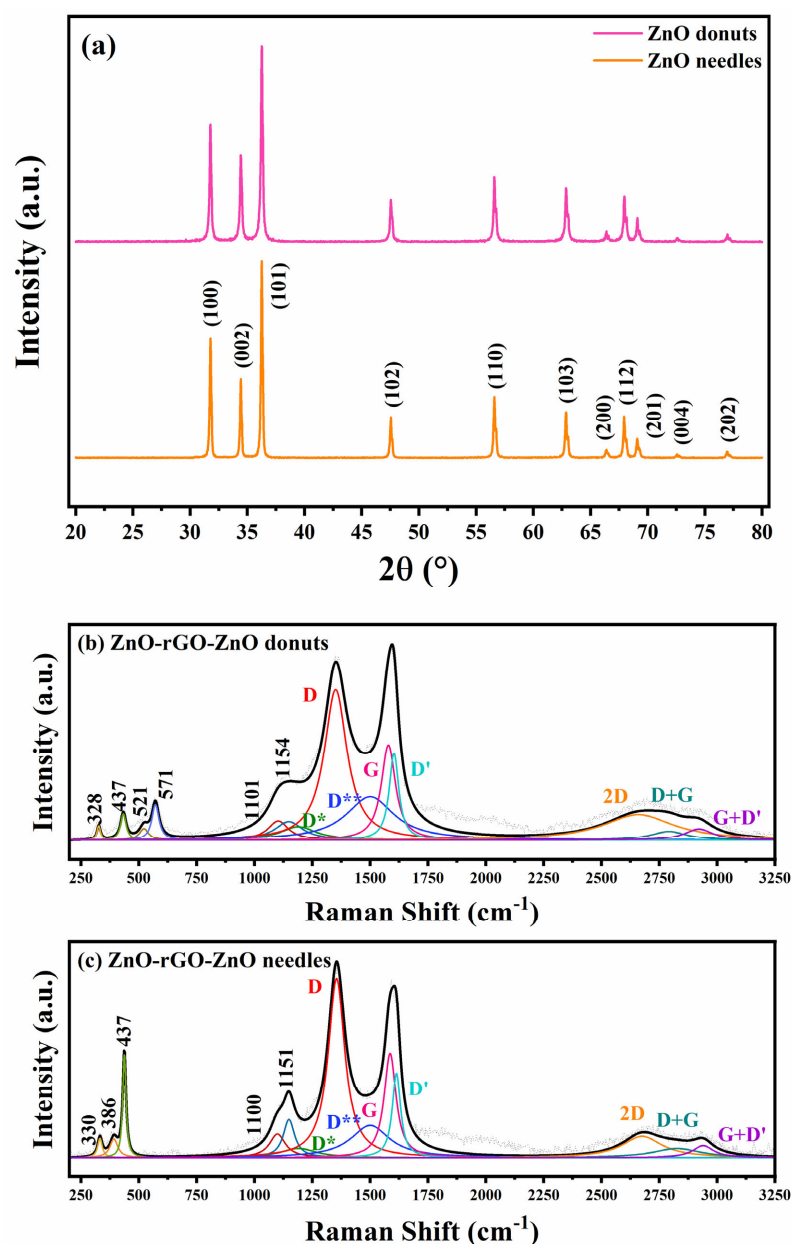 (a)
ZnO donuts
ZnO needles
Intensity (a.u.)
(100)
(002)
(101)
(102)
(110)
(103)
(200)
(112)
(201)
(004)
(202)
20 25 30 35 40 45 50 55 60 65 70 75 80
2θ (°)
(b) ZnO-rGO-ZnO donuts
Intensity (a.u.)
328
437
521
571
1101
1154
D*
D
D**
G
D'
2D
D+G
G+D'
250 500 750 1000 1250 1500 1750 2000 2250 2500 2750 3000 3250
Raman Shift (cm-1)
(c) ZnO-rGO-ZnO needles
Intensity (a.u.)
330
386
437
1100
1151
D*
D
D**
G
D'
2D
D+G
G+D'
250 500 750 1000 1250 1500 1750 2000 2250 2500 2750 3000 3250
Raman Shift (cm-1)